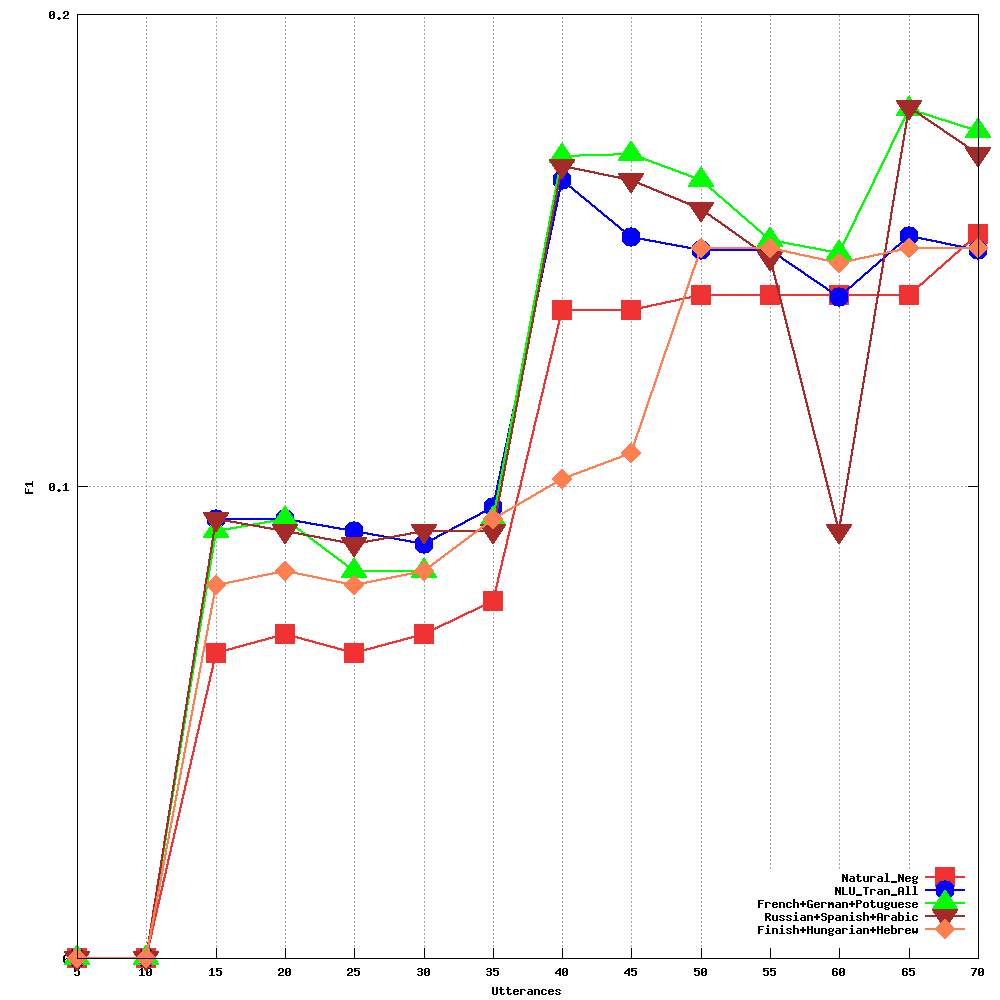 0.2
F1
0.1
Natural_Neg
NLU_Tran_All
French+German+Potuguese
Russian+Spanish+Arabic
Finish+Hungarian+Hebrew
0
5 10 15 20 25 30 35 40 45 50 55 60 65 70
Utterances